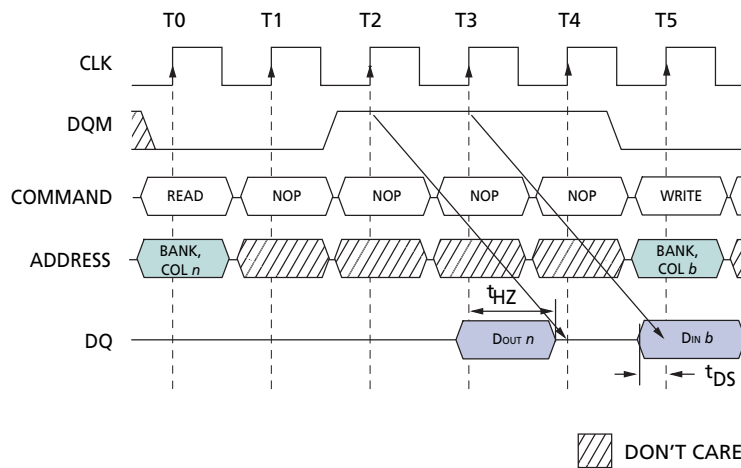 T0 T1 T2 T3 T4 T5
CLK
DQM
COMMAND READ NOP NOP NOP NOP WRITE
ADDRESS BANK, COL n BANK, COL b
tHZ
DQ DOUT n DIN b
tDS
DON'T CARE